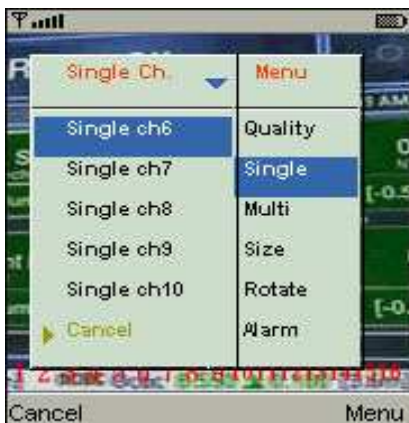 Single Ch.
Menu
Single ch6
Quality
Single ch7
Single
Single ch8
Multi
Single ch9
Size
Single ch10
Rotate
Cancel
Alarm
Cancel
Menu